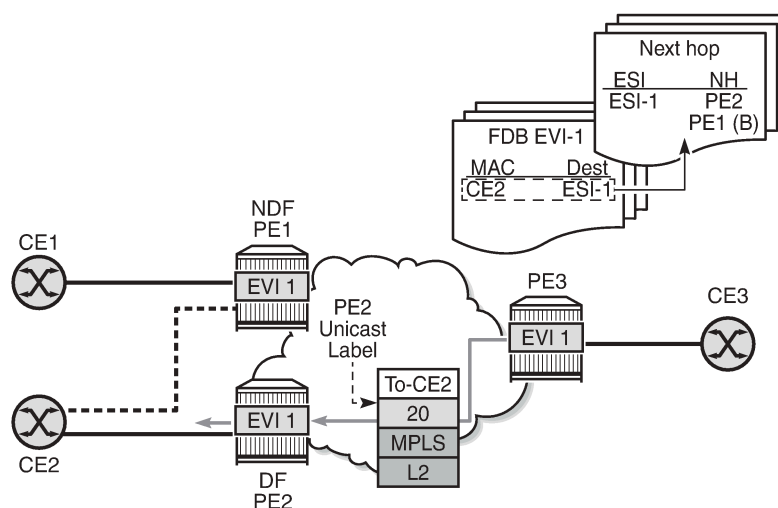 Next hop
ESI NH
ESI-1 PE2
PE1 (B)
FDB EVI-1
MAC Dest
CE2 ESI-1
NDF
PE1
CE1
EVI 1
PE2
Unicast
Label
PE3
EVI 1
CE3
To-CE2
20
MPLS
L2
EVI 1
CE2
DF
PE2